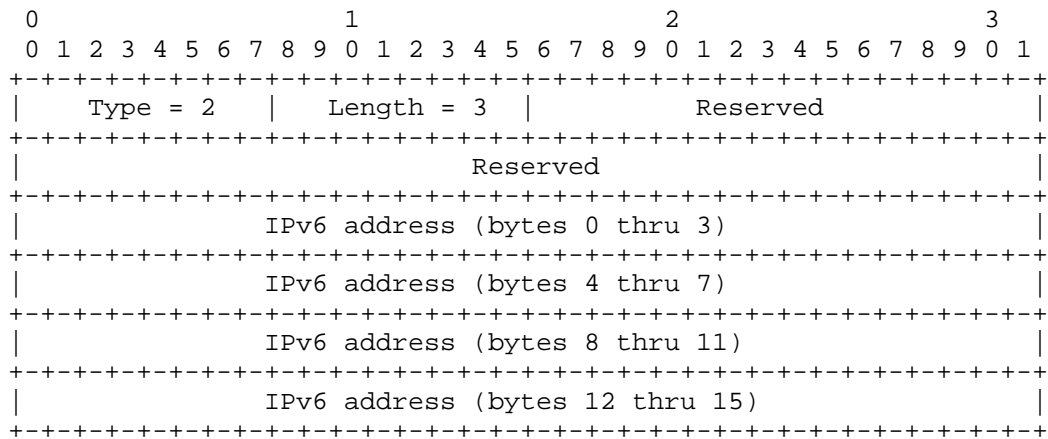 0                   1                   2                   3
 0 1 2 3 4 5 6 7 8 9 0 1 2 3 4 5 6 7 8 9 0 1 2 3 4 5 6 7 8 9 0 1
+-+-+-+-+-+-+-+-+-+-+-+-+-+-+-+-+-+-+-+-+-+-+-+-+-+-+-+-+-+-+-+-+
|    Type = 2   |   Length = 3  |          Reserved             |
+-+-+-+-+-+-+-+-+-+-+-+-+-+-+-+-+-+-+-+-+-+-+-+-+-+-+-+-+-+-+-+-+
|                            Reserved                           |
+-+-+-+-+-+-+-+-+-+-+-+-+-+-+-+-+-+-+-+-+-+-+-+-+-+-+-+-+-+-+-+-+
|               IPv6 address (bytes 0 thru 3)                   |
+-+-+-+-+-+-+-+-+-+-+-+-+-+-+-+-+-+-+-+-+-+-+-+-+-+-+-+-+-+-+-+-+
|               IPv6 address (bytes 4 thru 7)                   |
+-+-+-+-+-+-+-+-+-+-+-+-+-+-+-+-+-+-+-+-+-+-+-+-+-+-+-+-+-+-+-+-+
|               IPv6 address (bytes 8 thru 11)                  |
+-+-+-+-+-+-+-+-+-+-+-+-+-+-+-+-+-+-+-+-+-+-+-+-+-+-+-+-+-+-+-+-+
|               IPv6 address (bytes 12 thru 15)                 |
+-+-+-+-+-+-+-+-+-+-+-+-+-+-+-+-+-+-+-+-+-+-+-+-+-+-+-+-+-+-+-+-+